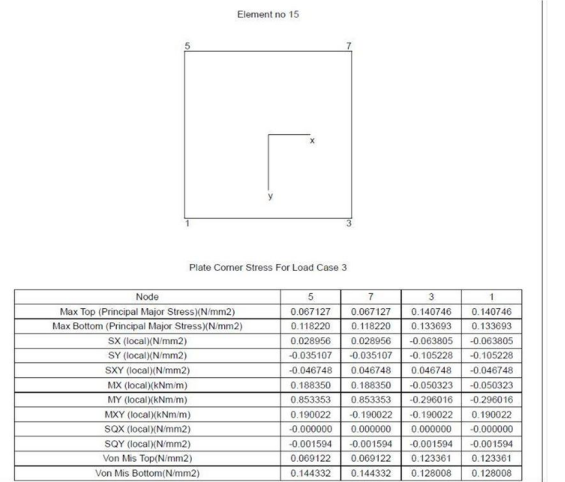 Element no 15
5 7
x
y
1 3
Plate Corner Stress For Load Case 3
Node 5 7 3 1
Max Top (Principal Major Stress)(N/mm2) 0.067127 0.067127 0.140746 0.140746
Max Bottom (Principal Major Stress)(N/mm2) 0.118220 0.118220 0.133693 0.133693
SX (local)(N/mm2) 0.028956 0.028956 -0.063805 -0.063805
SY (local)(N/mm2) -0.035107 -0.035107 -0.105228 -0.105228
SXY (local)(N/mm2) -0.046748 0.046748 0.046748 -0.046748
MX (local)(kNm/m) 0.188350 0.188350 -0.050323 -0.050323
MY (local)(kNm/m) 0.853353 0.853353 -0.296016 -0.296016
MXY (local)(kNm/m) 0.190022 -0.190022 -0.190022 0.190022
SQX (local)(N/mm2) -0.000000 0.000000 0.000000 -0.000000
SQY (local)(N/mm2) -0.001594 -0.001594 -0.001594 -0.001594
Von Mis Top(N/mm2) 0.069122 0.069122 0.123361 0.123361
Von Mis Bottom(N/mm2) 0.144332 0.144332 0.128008 0.128008